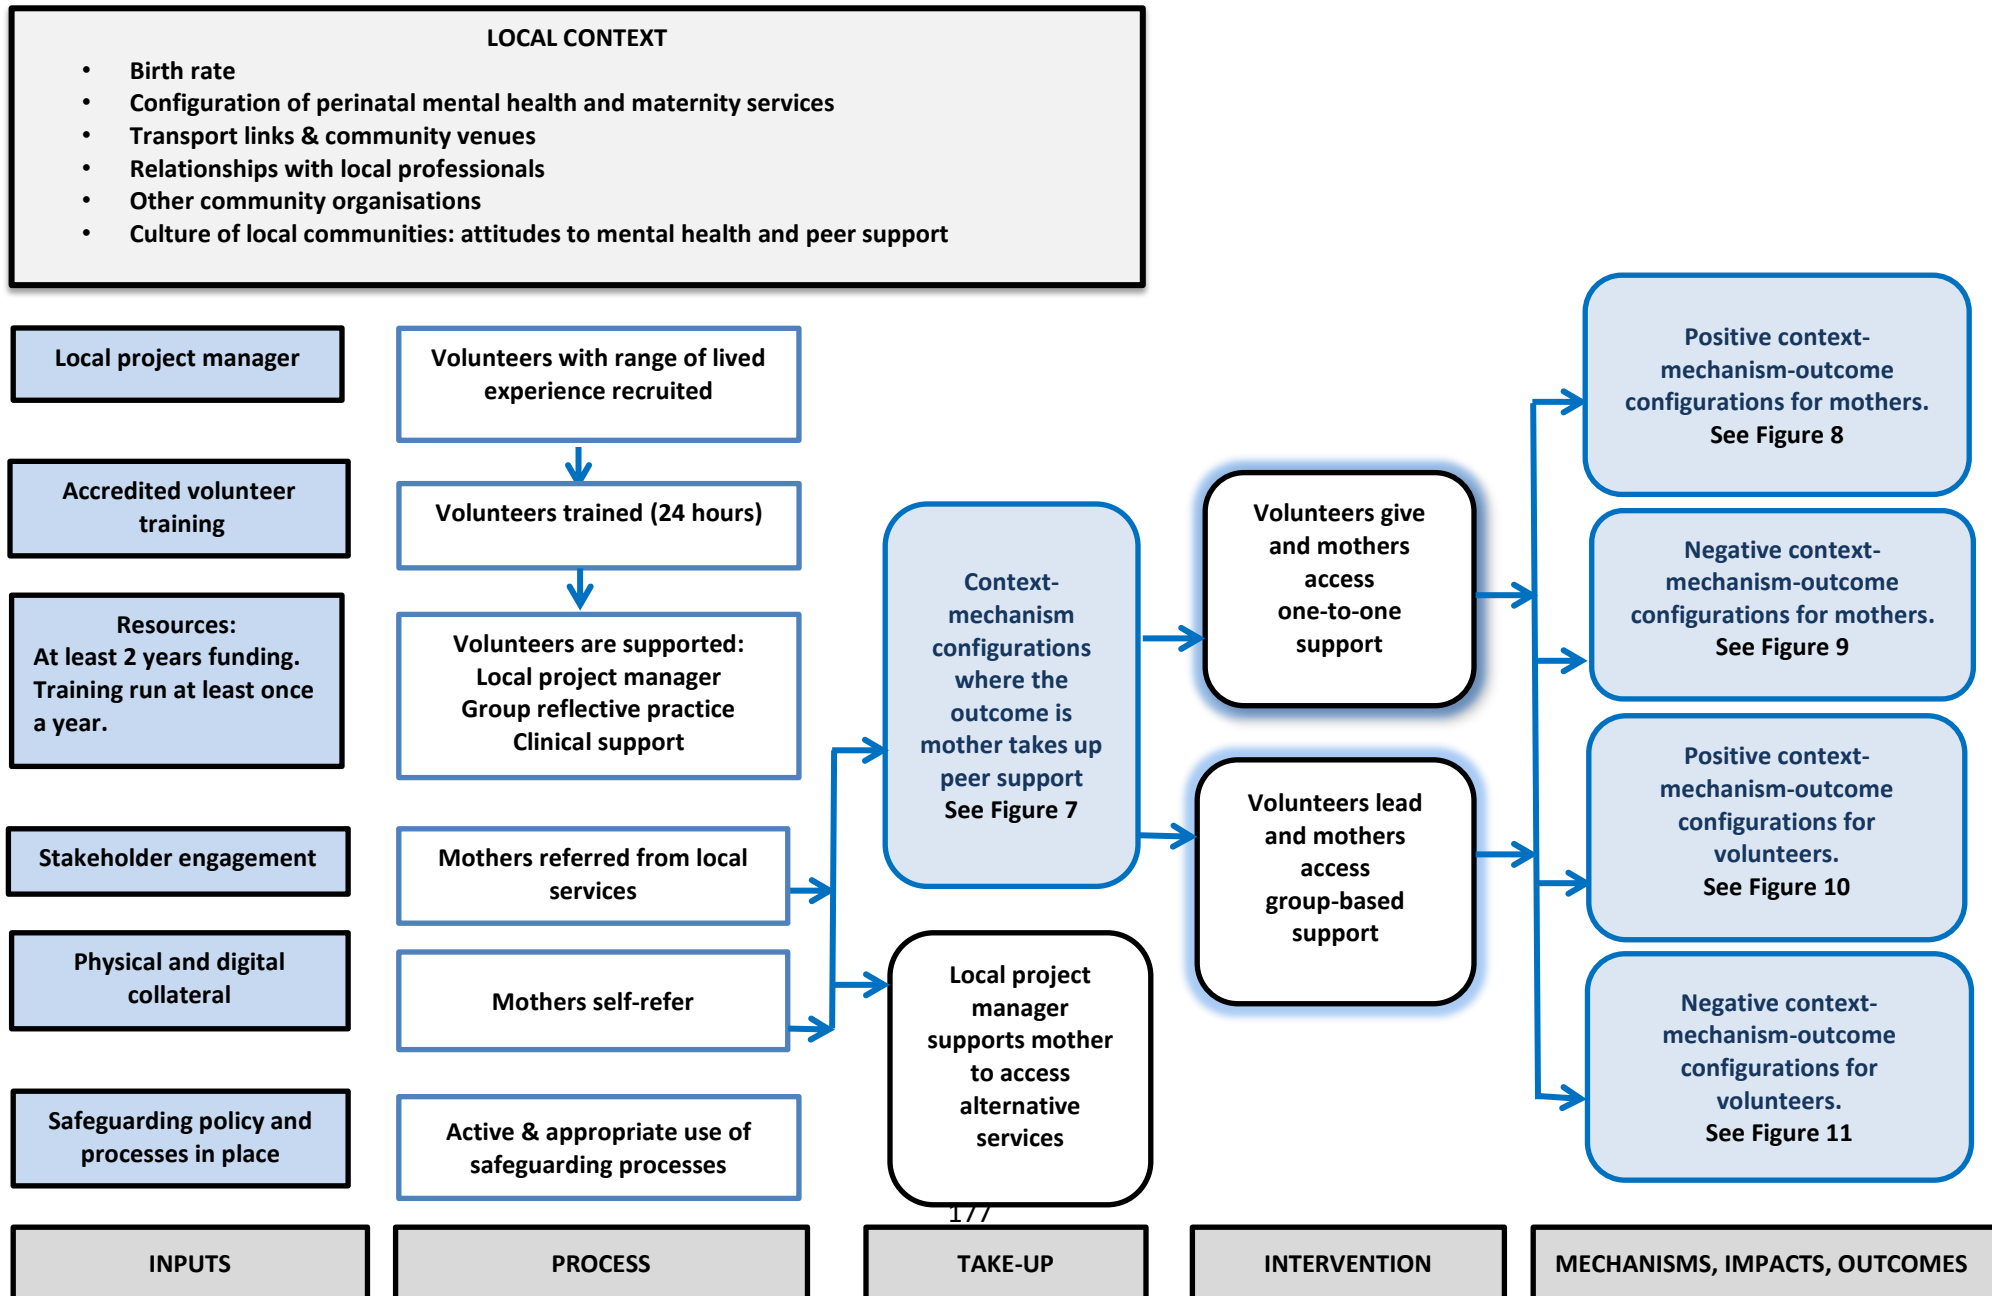 LOCAL CONTEXT
• Birth rate
• Configuration of perinatal mental health and maternity services
• Transport links & community venues
• Relationships with local professionals
• Other community organisations
• Culture of local communities: attitudes to mental health and peer support
Local project manager
Accredited volunteer
training
Resources:
At least 2 years funding.
Training run at least once
a year.
Stakeholder engagement
Physical and digital
collateral
Safeguarding policy and
processes in place
INPUTS
Volunteers with range of lived
experience recruited
Volunteers trained (24 hours)
Volunteers are supported:
Local project manager
Group reflective practice
Clinical support
Mothers referred from local
services
Mothers self-refer
Active & appropriate use of
safeguarding processes
PROCESS
Context-
mechanism
configurations
where the
outcome is
mother takes up
peer support
See Figure 7
Local project
manager
supports mother
to access
alternative
services
177
TAKE-UP
Volunteers give
and mothers
access
one-to-one
support
Volunteers lead
and mothers
access
group-based
support
INTERVENTION
Positive context-
mechanism-outcome
configurations for mothers.
See Figure 8
Negative context-
mechanism-outcome
configurations for mothers.
See Figure 9
Positive context-
mechanism-outcome
configurations for
volunteers.
See Figure 10
Negative context-
mechanism-outcome
configurations for
volunteers.
See Figure 11
MECHANISMS, IMPACTS, OUTCOMES